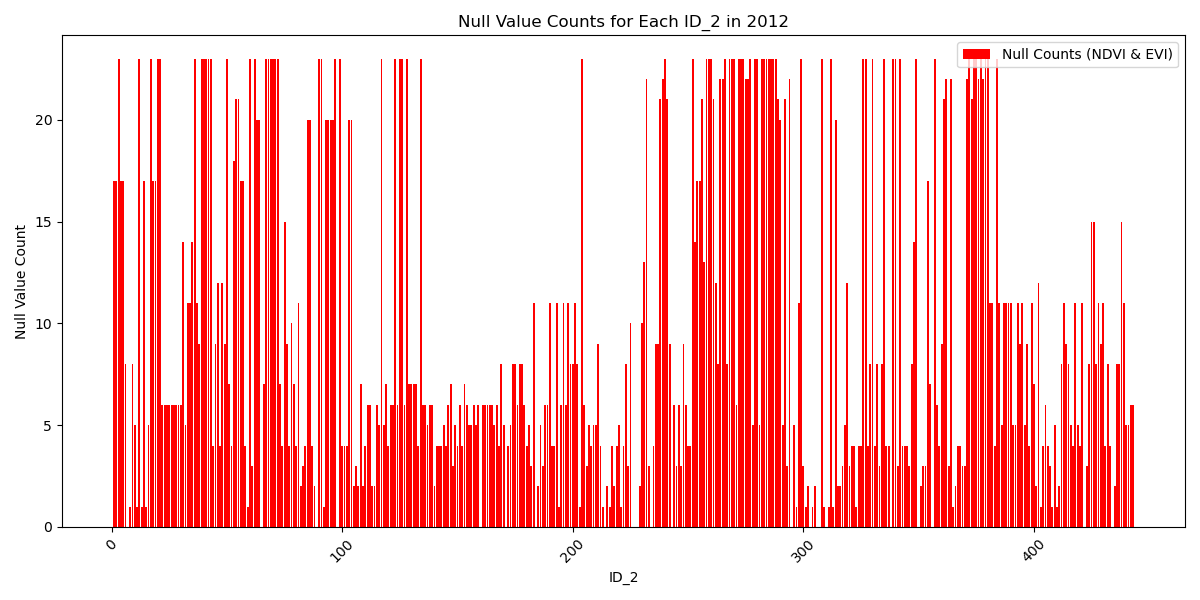 Null Value Counts for Each ID_2 in 2012
Null Counts (NDVI & EVI)
Null Value Count
20
15
10
5
0
0
100
200
300
400
ID_2